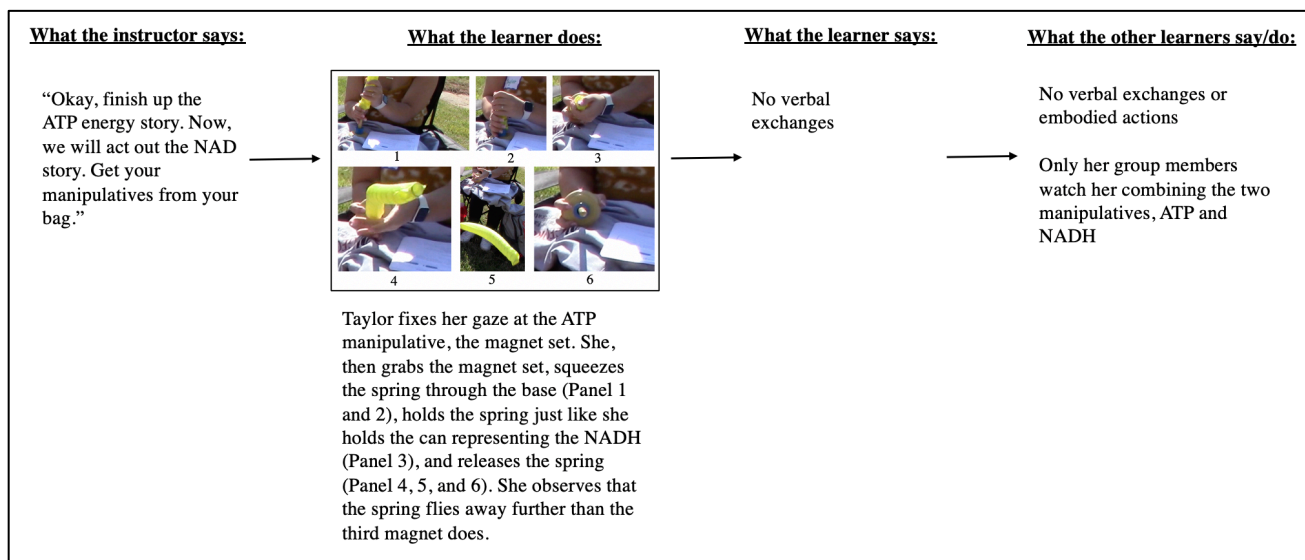 What the instructor says:
What the learner does:
What the learner says:
What the other learners say/do:
“Okay, finish up the
ATP energy story. Now,
we will act out the NAD
story. Get your
manipulatives from your
bag.”
1
2
3
4
5
6
Taylor fixes her gaze at the ATP
manipulative, the magnet set. She,
then grabs the magnet set, squeezes
the spring through the base (Panel 1
and 2), holds the spring just like she
holds the can representing the NADH
(Panel 3), and releases the spring
(Panel 4, 5, and 6). She observes that
the spring flies away further than the
third magnet does.
No verbal
exchanges
No verbal exchanges or
embodied actions
Only her group members
watch her combining the two
manipulatives, ATP and
NADH